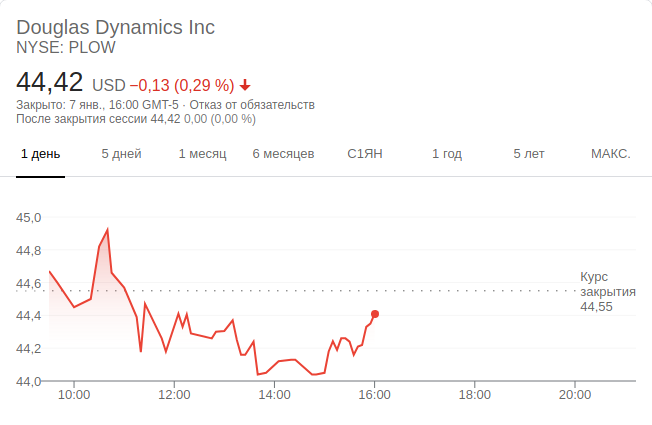 Douglas Dynamics Inc
NYSE: PLOW
44,42 USD −0,13 (0,29 %)
Закрыто: 7 янв., 16:00 GMT-5 · Отказ от обязательств
После закрытия сессии 44,42 0,00 (0,00 %)
1 день 5 дней 1 месяц 6 месяцев С1ЯН 1 год 5 лет МАКС.
45,0
44,8
44,6
44,4
44,2
44,0
Курс
закрытия
44,55
10:00 12:00 14:00 16:00 18:00 20:00